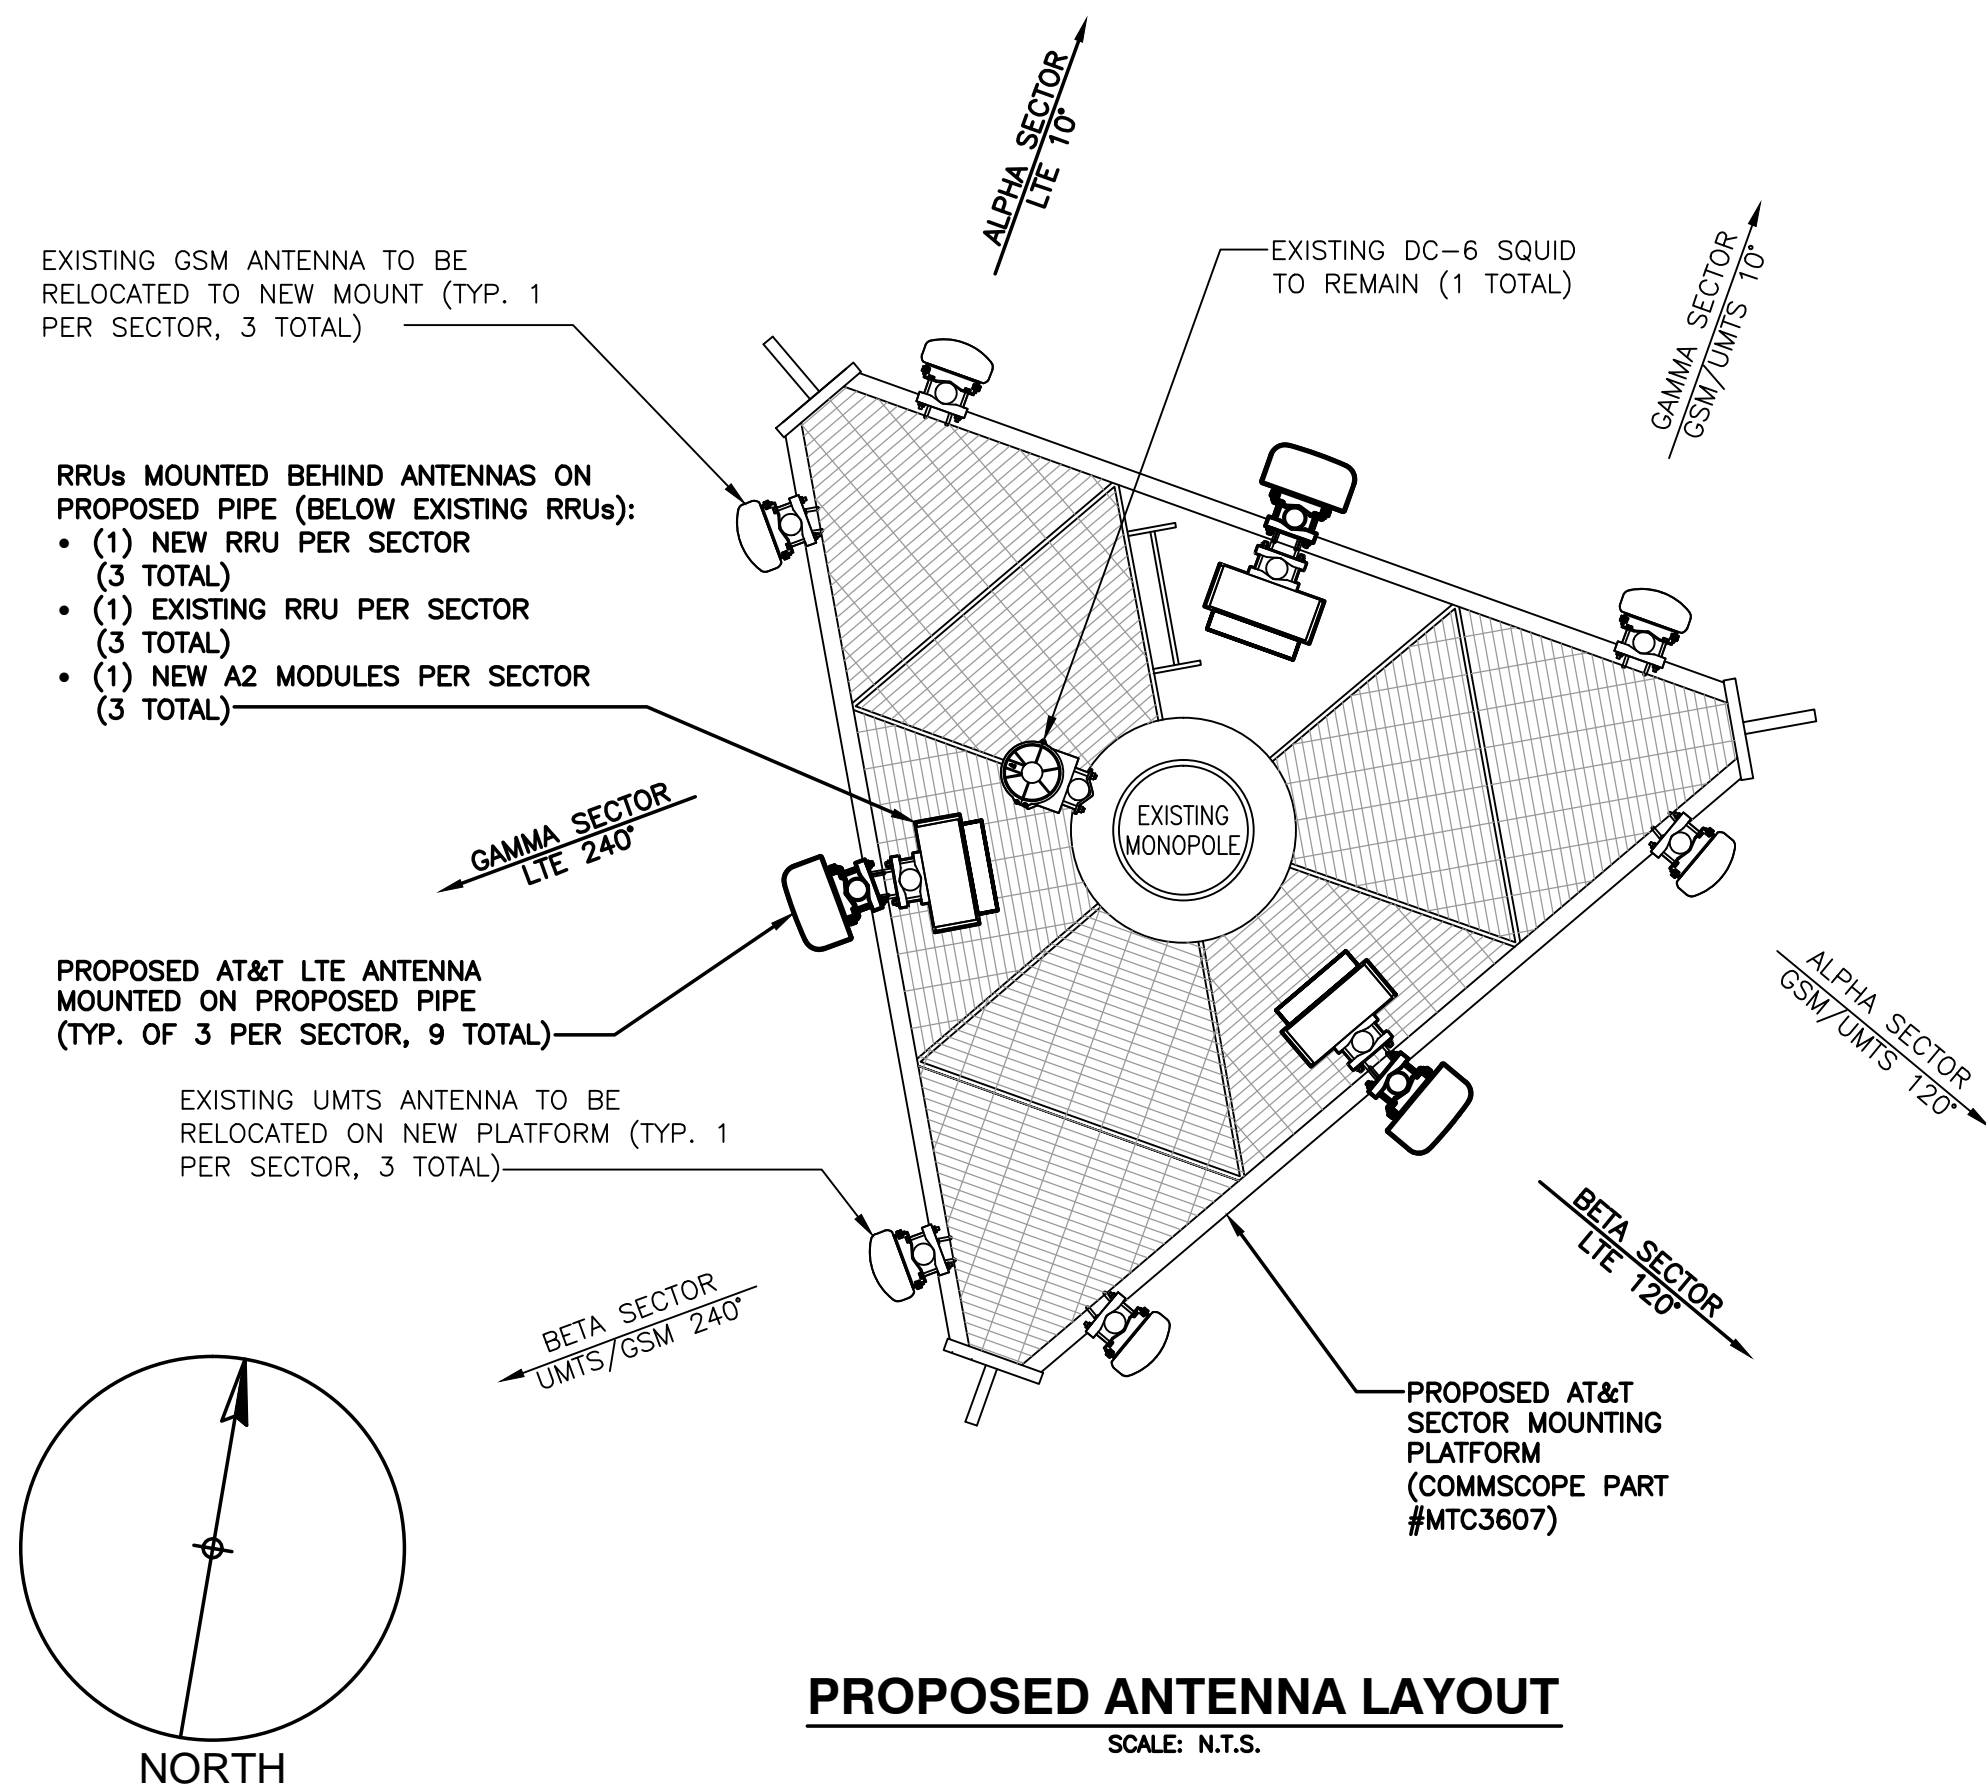 ALPHA SECTOR
LTE 10°
EXISTING GSM ANTENNA TO BE
RELOCATED TO NEW MOUNT (TYP. 1
PER SECTOR, 3 TOTAL)
EXISTING DC-6 SQUID
TO REMAIN (1 TOTAL)
GAMMA SECTOR
GSM/UMTS 10°
RRUs MOUNTED BEHIND ANTENNAS ON
PROPOSED PIPE (BELOW EXISTING RRUs):
• (1) NEW RRU PER SECTOR
(3 TOTAL)
• (1) EXISTING RRU PER SECTOR
(3 TOTAL)
• (1) NEW A2 MODULES PER SECTOR
(3 TOTAL)
EXISTING
MONOPOLE
GAMMA SECTOR
LTE 240°
PROPOSED AT&T LTE ANTENNA
MOUNTED ON PROPOSED PIPE
(TYP. OF 3 PER SECTOR, 9 TOTAL)
ALPHA SECTOR
GSM/UMTS 120°
EXISTING UMTS ANTENNA TO BE
RELOCATED ON NEW PLATFORM (TYP. 1
PER SECTOR, 3 TOTAL)
BETA SECTOR
LTE 120°
BETA SECTOR
UMTS/GSM 240°
PROPOSED AT&T
SECTOR MOUNTING
PLATFORM
(COMMSCOPE PART
#MTC3607)
PROPOSED ANTENNA LAYOUT
SCALE: N.T.S.
NORTH